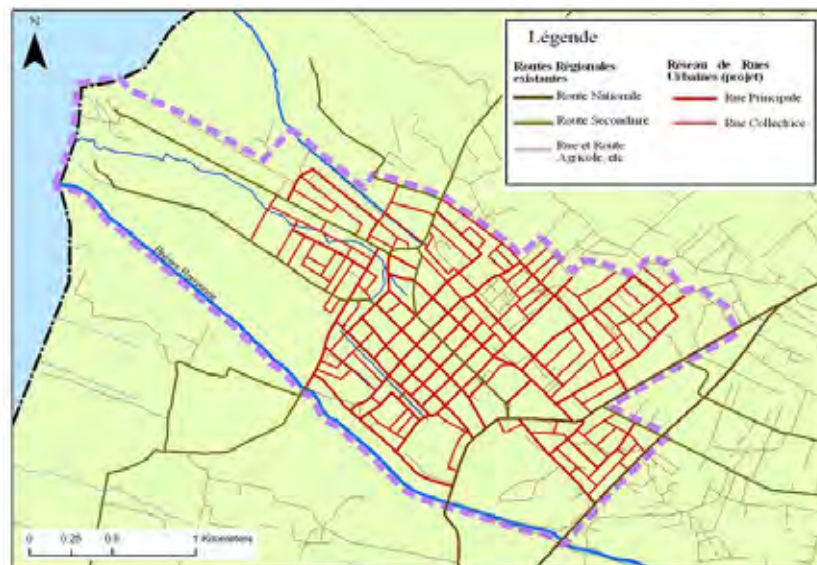 N
Légende
Routes Régionales existantes
Route Nationale
Route Secondaire
Rue et Route
Agricole, etc
Réseau de Rues
Urbaines (projet)
Rue Principale
Rue Collectrice
0 0.25 0.5 1 Kilometers